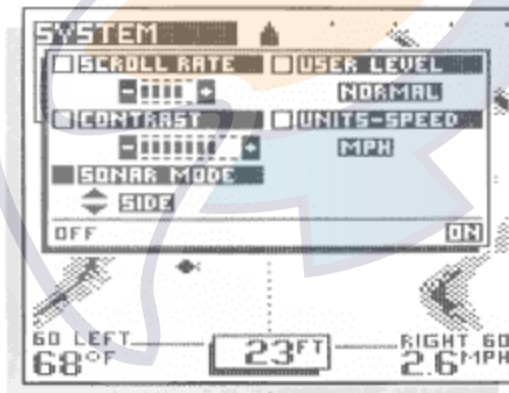 SYSTEM
SCROLL RATE
USER LEVEL
- +
NORMAL
CONTRAST
UNITS-SPEED
- +
MPH
SONAR MODE
SIDE
OFF
ON
60 LEFT
RIGHT 60
68°F
23FT
2.6MPH